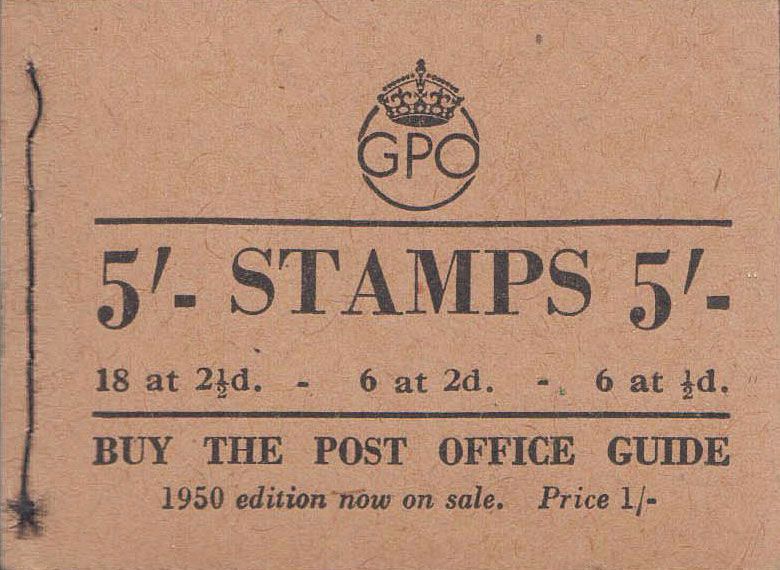 GPO
5/- STAMPS 5/-
18 at 2½d. - 6 at 2d. - 6 at ½d.
BUY THE POST OFFICE GUIDE
1950 edition now on sale. Price 1/-